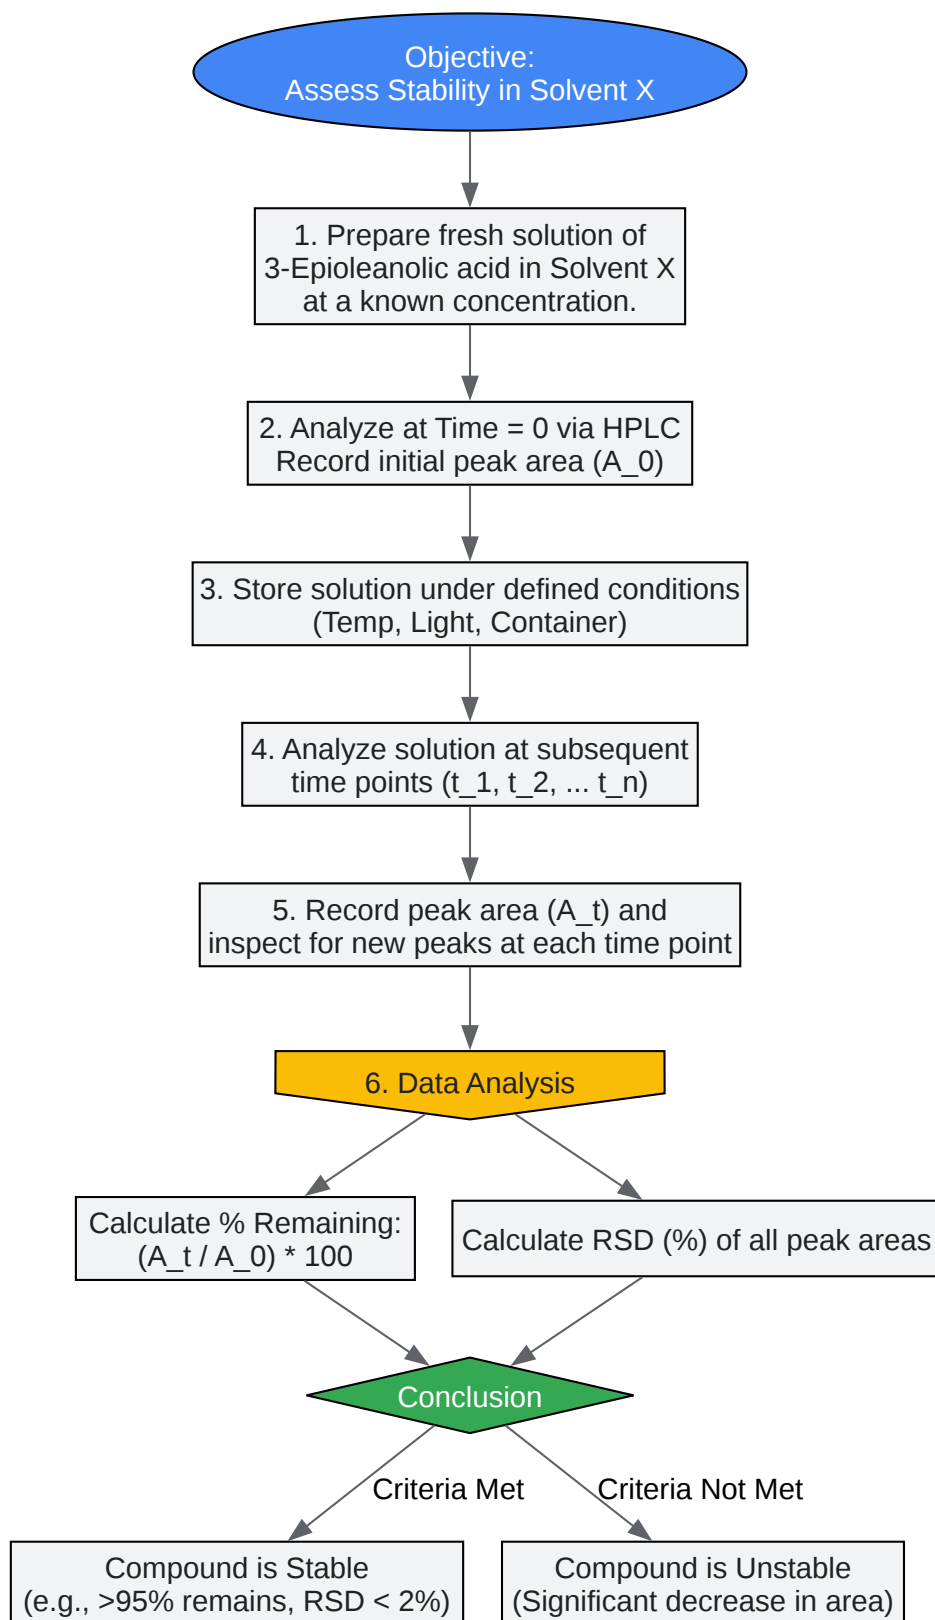 Objective:
Assess Stability in Solvent X
1. Prepare fresh solution of
3-Epioleanolic acid in Solvent X
at a known concentration.
2. Analyze at Time = 0 via HPLC
Record initial peak area (A_0)
3. Store solution under defined conditions
(Temp, Light, Container)
4. Analyze solution at subsequent
time points (t_1, t_2, ... t_n)
5. Record peak area (A_t) and
inspect for new peaks at each time point
6. Data Analysis
Calculate % Remaining:
(A_t / A_0) * 100
Calculate RSD (%) of all peak areas
Conclusion
Criteria Met
Criteria Not Met
Compound is Stable
(e.g., >95% remains, RSD < 2%)
Compound is Unstable
(Significant decrease in area)